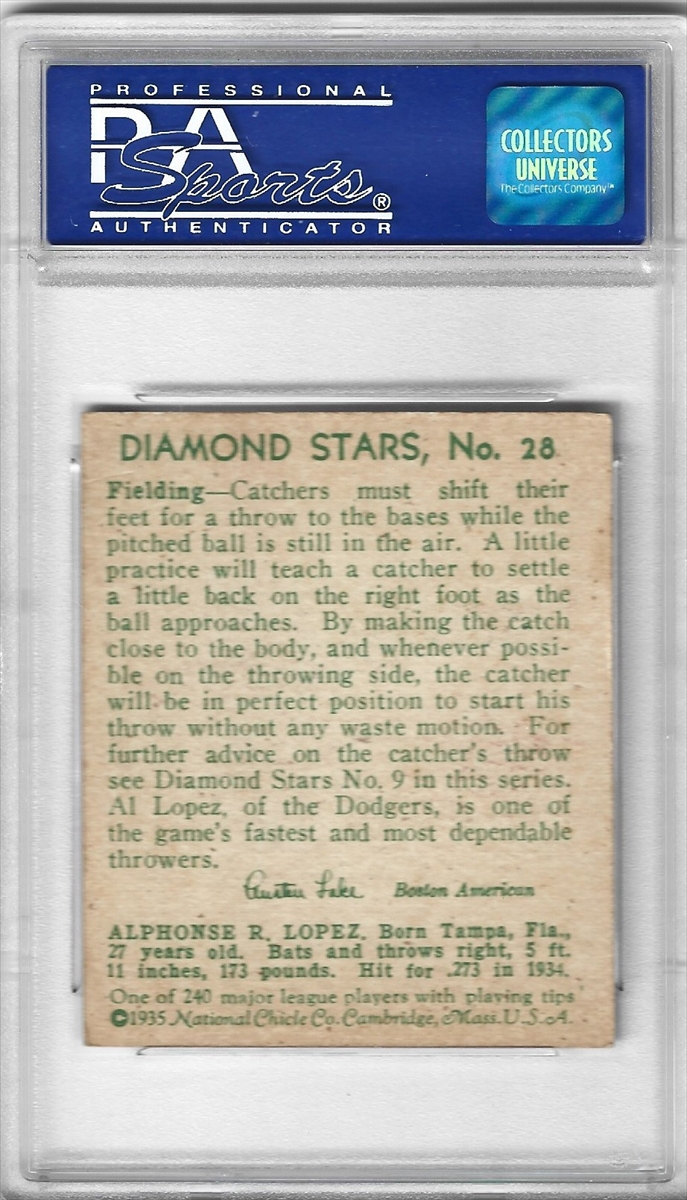 PROFESSIONAL
PSA
Sports®
AUTHENTICATOR
COLLECTORS
UNIVERSE
The Collectors Company™
DIAMOND STARS, No. 28
Fielding—Catchers must shift their
feet for a throw to the bases while the
pitched ball is still in the air. A little
practice will teach a catcher to settle
a little back on the right foot as the
ball approaches. By making the catch
close to the body, and whenever possi-
ble on the throwing side, the catcher
will be in perfect position to start his
throw without any waste motion. For
further advice on the catcher's throw
see Diamond Stars No. 9 in this series.
Al Lopez, of the Dodgers, is one of
the game's fastest and most dependable
throwers.
Austen Lake Boston American
ALPHONSE R. LOPEZ. Born Tampa, Fla.,
27 years old. Bats and throws right, 5 ft.
11 inches, 173 pounds. Hit for .273 in 1934.
One of 240 major league players with playing tips
©1935 National Chicle Co. Cambridge, Mass. U.S.A.